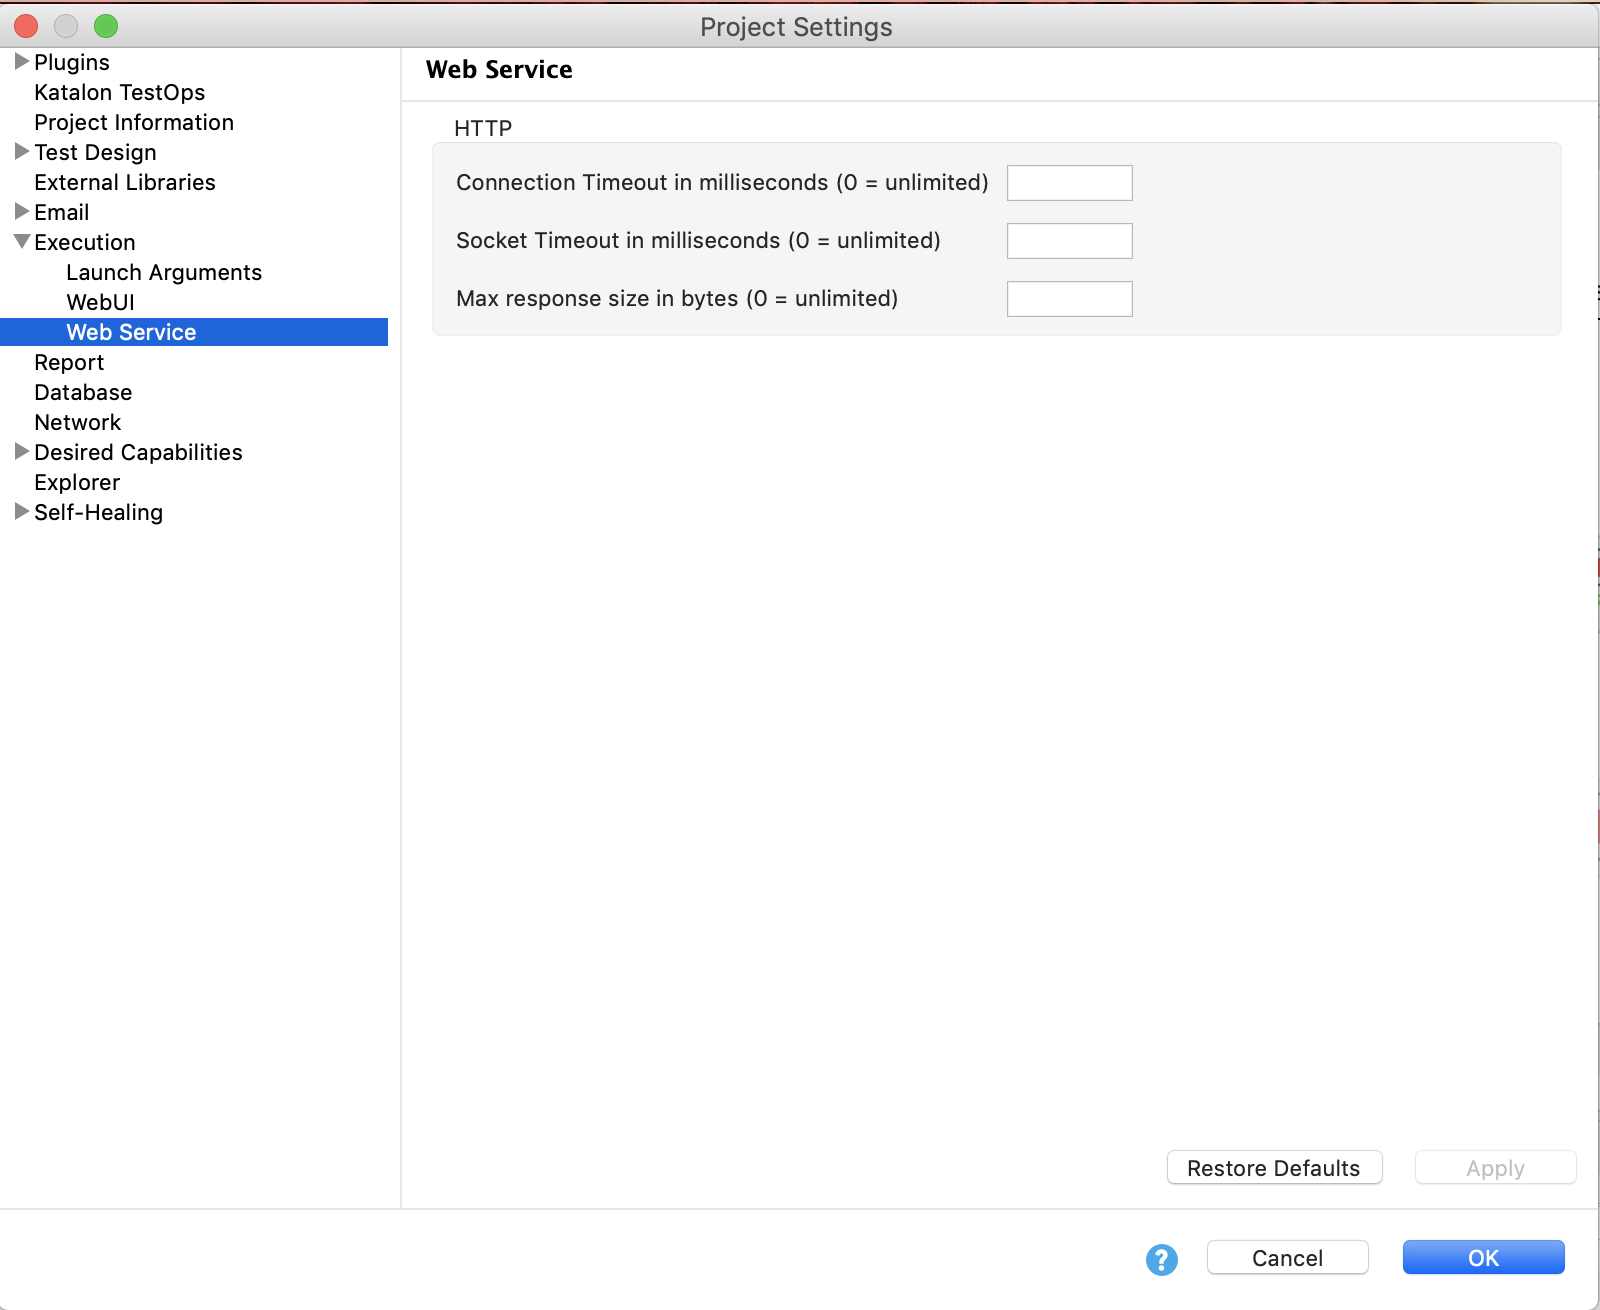 Project Settings
Plugins
Katalon TestOps
Project Information
Test Design
External Libraries
Email
Execution
Launch Arguments
WebUI
Web Service
Report
Database
Network
Desired Capabilities
Explorer
Self-Healing
Web Service
HTTP
Connection Timeout in milliseconds (0 = unlimited)
Socket Timeout in milliseconds (0 = unlimited)
Max response size in bytes (0 = unlimited)
Restore Defaults
Apply
?
Cancel
OK